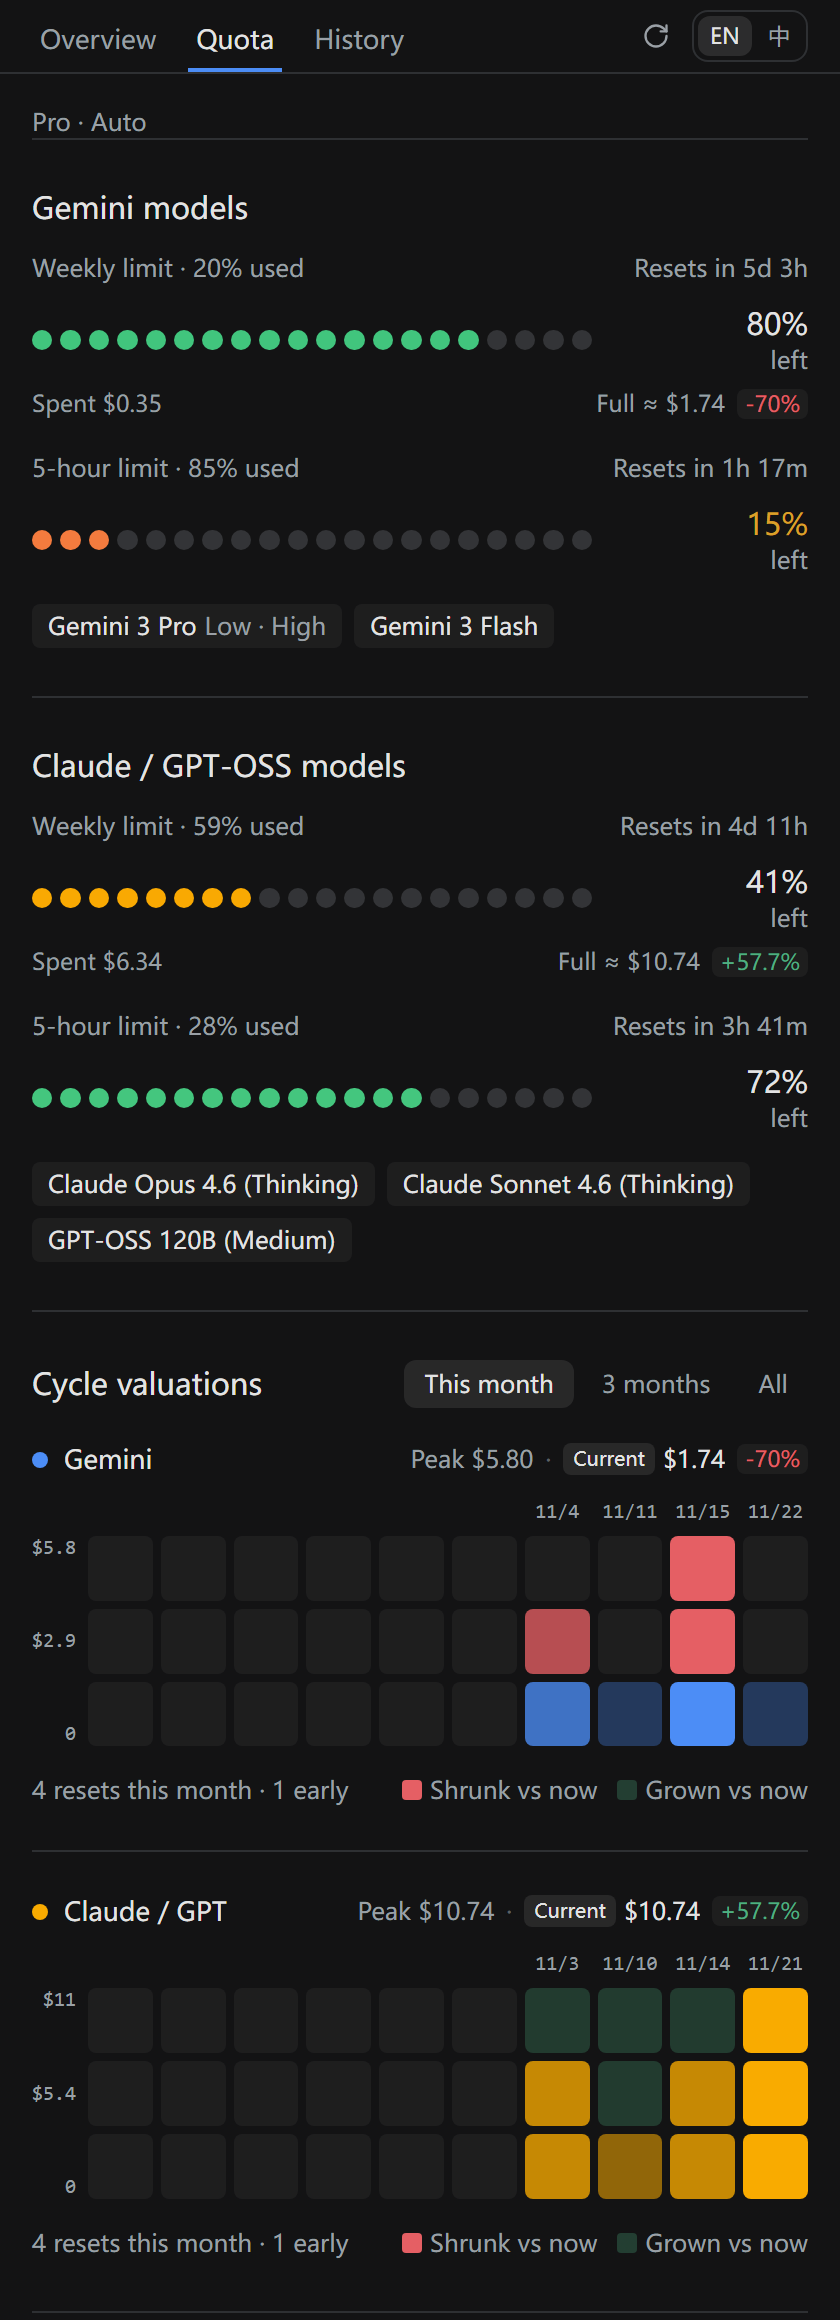 Overview Quota History EN 中
Pro · Auto
Gemini models
Weekly limit · 20% used Resets in 5d 3h
80%
left
Spent $0.35 Full ≈ $1.74 -70%
5-hour limit · 85% used Resets in 1h 17m
15%
left
Gemini 3 Pro Low · High Gemini 3 Flash
Claude / GPT-OSS models
Weekly limit · 59% used Resets in 4d 11h
41%
left
Spent $6.34 Full ≈ $10.74 +57.7%
5-hour limit · 28% used Resets in 3h 41m
72%
left
Claude Opus 4.6 (Thinking) Claude Sonnet 4.6 (Thinking)
GPT-OSS 120B (Medium)
Cycle valuations This month 3 months All
Gemini Peak $5.80 · Current $1.74 -70%
11/4 11/11 11/15 11/22
$5.8
$2.9
0
4 resets this month · 1 early Shrunk vs now Grown vs now
Claude / GPT Peak $10.74 · Current $10.74 +57.7%
11/3 11/10 11/14 11/21
$11
$5.4
0
4 resets this month · 1 early Shrunk vs now Grown vs now